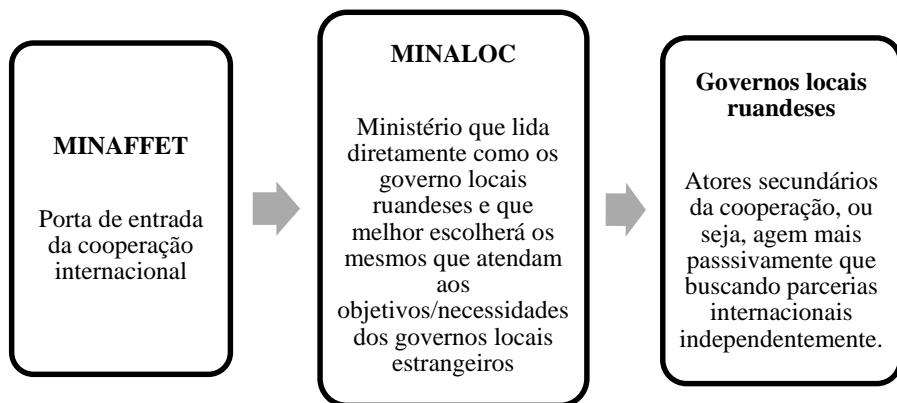 MINAFFET
Porta de entrada
da cooperação
internacional
MINALOC
Ministério que lida
diretamente como os
governo locais
ruandeses e que
melhor escolherá os
mesmos que atendam
aos
objetivos/necessidades
dos governos locais
estrangeiros
Governos locais
ruandeses
Atores secundários
da cooperação, ou
seja, agem mais
passsivamente que
buscando parcerias
internacionais
independentemente.